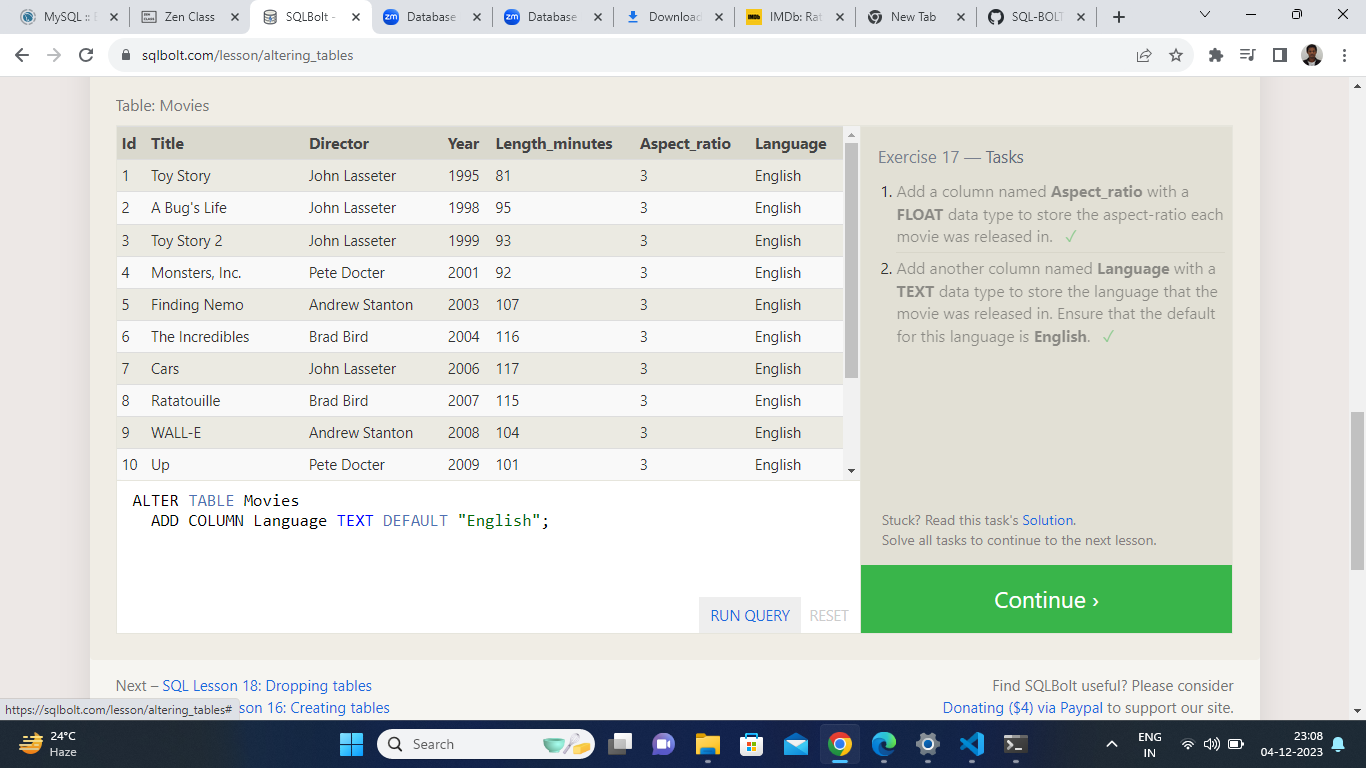 MySQL :: E
Zen Class
SQLBolt -
Database
Database
Download
IMDb: Rat
New Tab
SQL-BOLT
sqlbolt.com/lesson/altering_tables
Table: Movies
Id Title Director Year Length_minutes Aspect_ratio Language
1 Toy Story John Lasseter 1995 81 3 English
2 A Bug's Life John Lasseter 1998 95 3 English
3 Toy Story 2 John Lasseter 1999 93 3 English
4 Monsters, Inc. Pete Docter 2001 92 3 English
5 Finding Nemo Andrew Stanton 2003 107 3 English
6 The Incredibles Brad Bird 2004 116 3 English
7 Cars John Lasseter 2006 117 3 English
8 Ratatouille Brad Bird 2007 115 3 English
9 WALL-E Andrew Stanton 2008 104 3 English
10 Up Pete Docter 2009 101 3 English
ALTER TABLE Movies
ADD COLUMN Language TEXT DEFAULT "English";
RUN QUERY RESET
Exercise 17 — Tasks
1. Add a column named Aspect_ratio with a
FLOAT data type to store the aspect-ratio each
movie was released in. ✓
2. Add another column named Language with a
TEXT data type to store the language that the
movie was released in. Ensure that the default
for this language is English. ✓
Stuck? Read this task's Solution.
Solve all tasks to continue to the next lesson.
Continue ›
Next – SQL Lesson 18: Dropping tables
son 16: Creating tables
Find SQLBolt useful? Please consider
Donating ($4) via Paypal to support our site.
https://sqlbolt.com/lesson/altering_tables#
24°C
Haze
Search
ENG
IN
23:08
04-12-2023